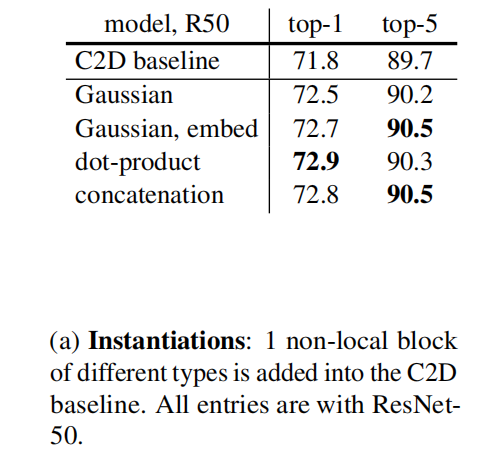 model, R50 top-1 top-5
C2D baseline 71.8 89.7
Gaussian 72.5 90.2
Gaussian, embed 72.7 90.5
dot-product 72.9 90.3
concatenation 72.8 90.5
(a) Instantiations: 1 non-local block
of different types is added into the C2D
baseline. All entries are with ResNet-
50.